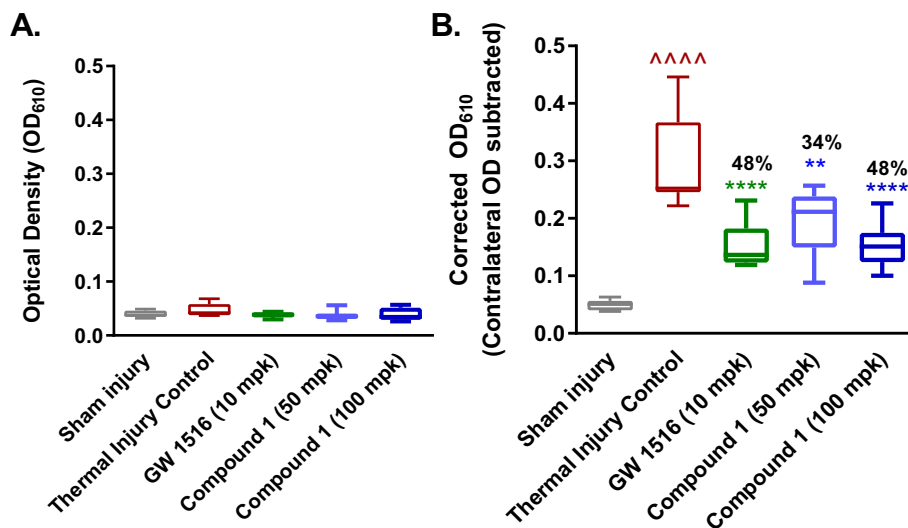 A.
Optical Density (OD610)
0.5
0.4
0.3
0.2
0.1
0.0
Sham injury
Thermal Injury Control
GW 1516 (10 mpk)
Compound 1 (50 mpk)
Compound 1 (100 mpk)
B.
Corrected OD610
(Contralateral OD subtracted)
0.5
0.4
0.3
0.2
0.1
0.0
^^^^
48%
****
34%
**
48%
****
Sham injury
Thermal Injury Control
GW 1516 (10 mpk)
Compound 1 (50 mpk)
Compound 1 (100 mpk)